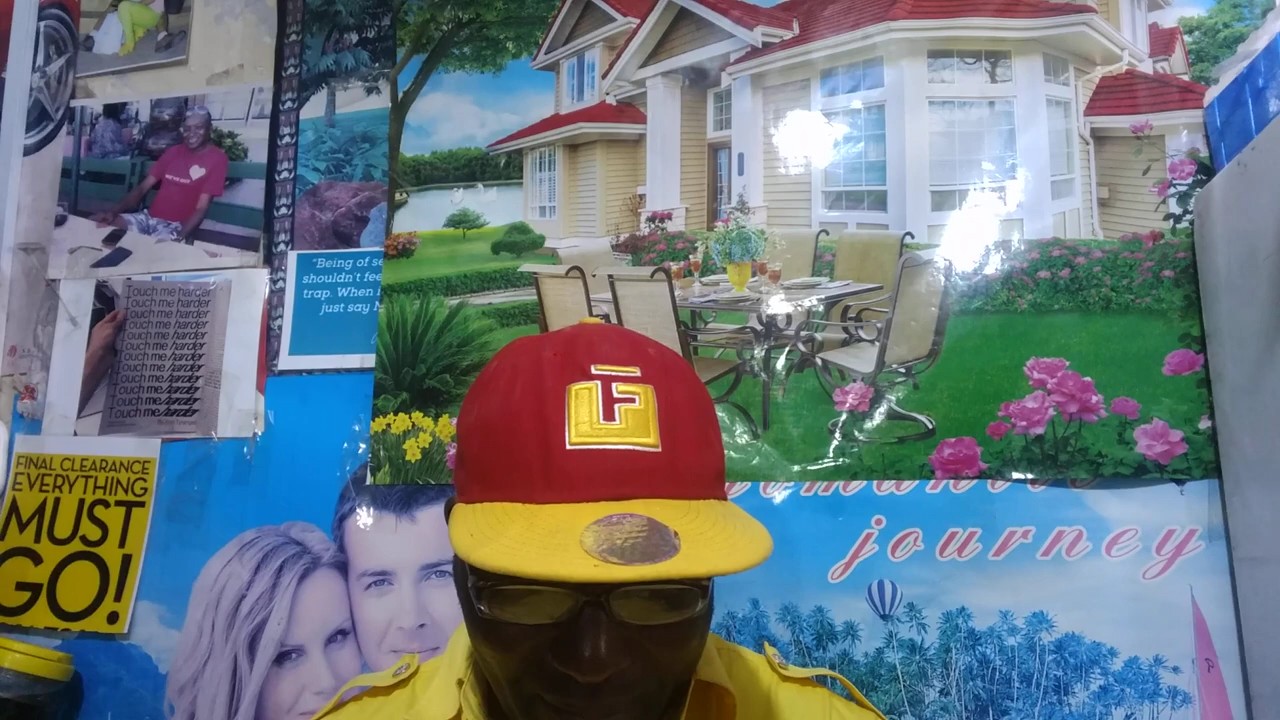 "Being of se
shouldn't fee
trap. When
just say
Touch me harder
Touch me harder
Touch me harder
Touch me harder
Touch me harder
Touch me harder
Touch me harder
Touch me harder
Touch me harder
Touch me harder
Touch me harder
FINAL CLEARANCE
EVERYTHING
MUST
GO!
journey